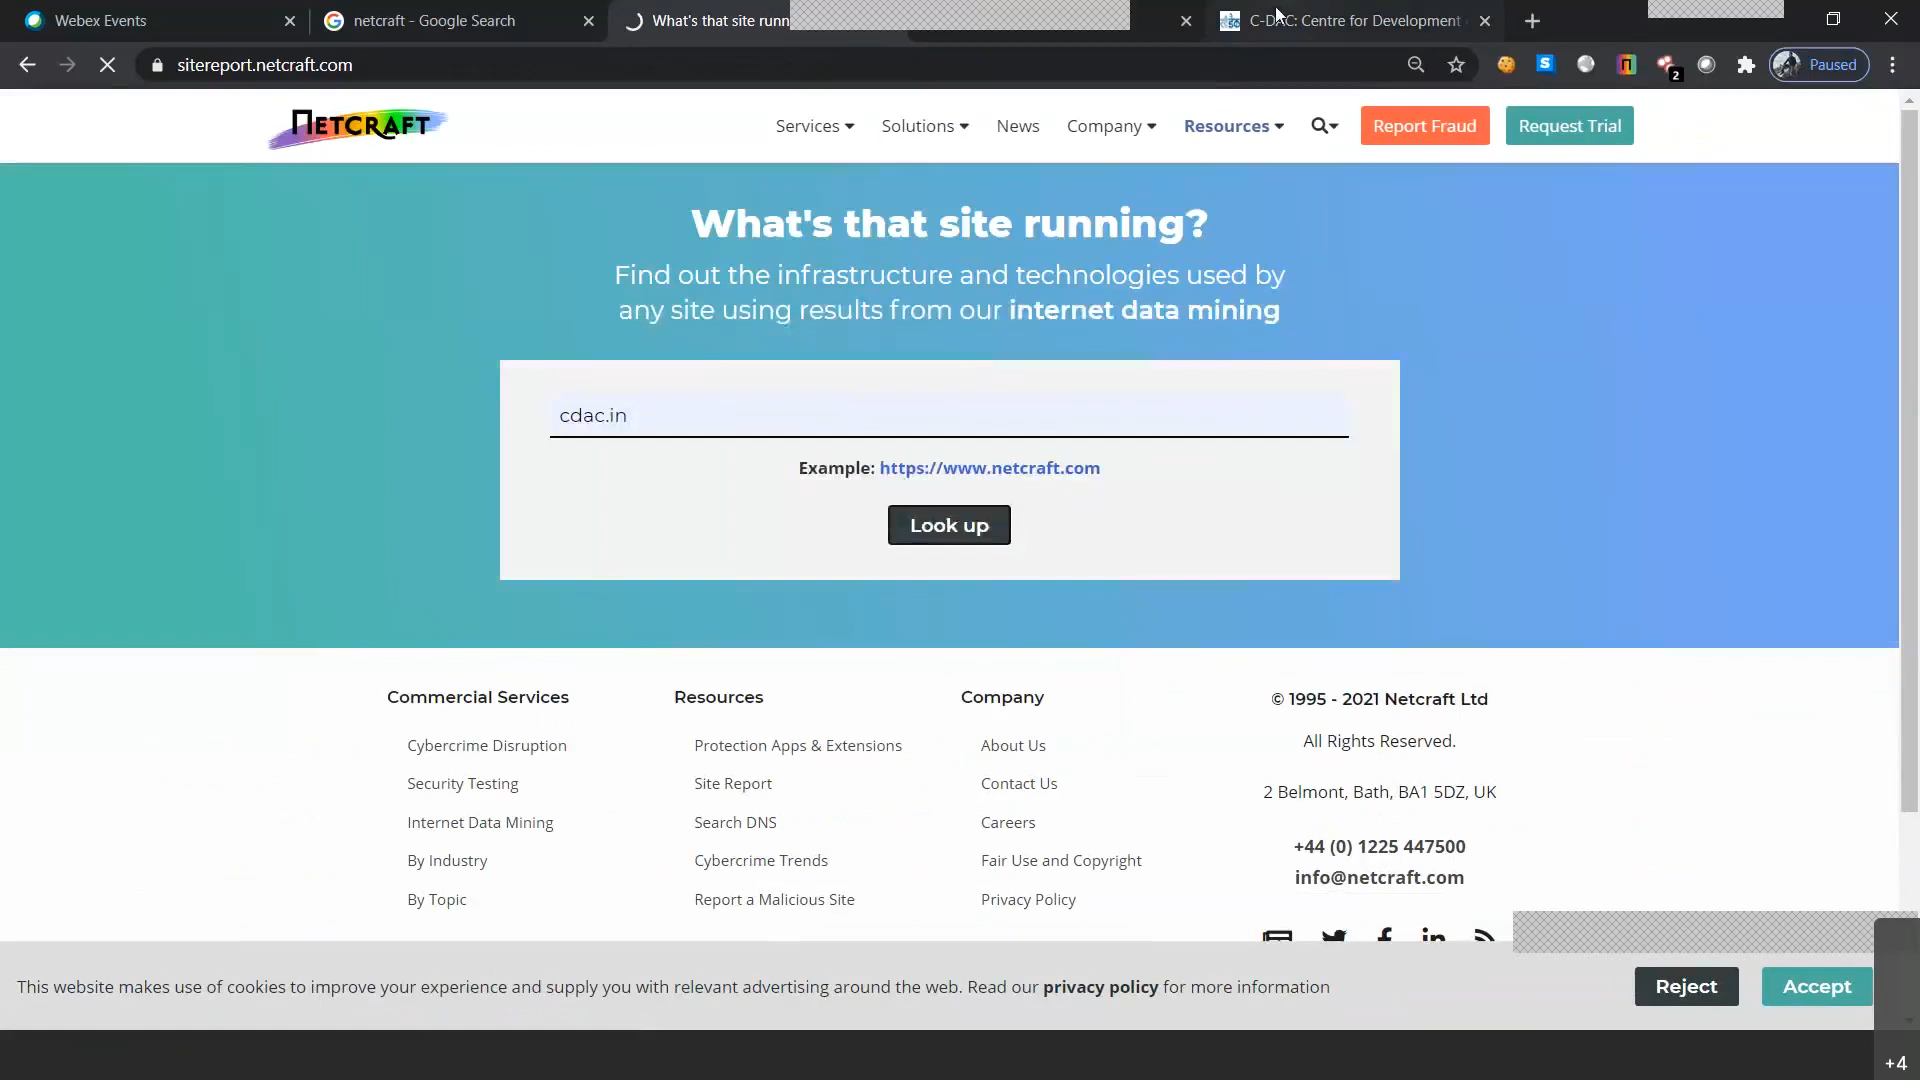 Webex Events
netcraft - Google Search
What's that site runn
C-DAC: Centre for Development
sitereport.netcraft.com
S
2
Paused
NETCRAFT
Services
Solutions
News
Company
Resources
Report Fraud
Request Trial
What's that site running?
Find out the infrastructure and technologies used by
any site using results from our internet data mining
cdac.in
Example: https://www.netcraft.com
Look up
Commercial Services
Cybercrime Disruption
Security Testing
Internet Data Mining
By Industry
By Topic
Resources
Protection Apps & Extensions
Site Report
Search DNS
Cybercrime Trends
Report a Malicious Site
Company
About Us
Contact Us
Careers
Fair Use and Copyright
Privacy Policy
© 1995 - 2021 Netcraft Ltd
All Rights Reserved.
2 Belmont, Bath, BA1 5DZ, UK
+44 (0) 1225 447500
info@netcraft.com
This website makes use of cookies to improve your experience and supply you with relevant advertising around the web. Read our privacy policy for more information
Reject
Accept
+4